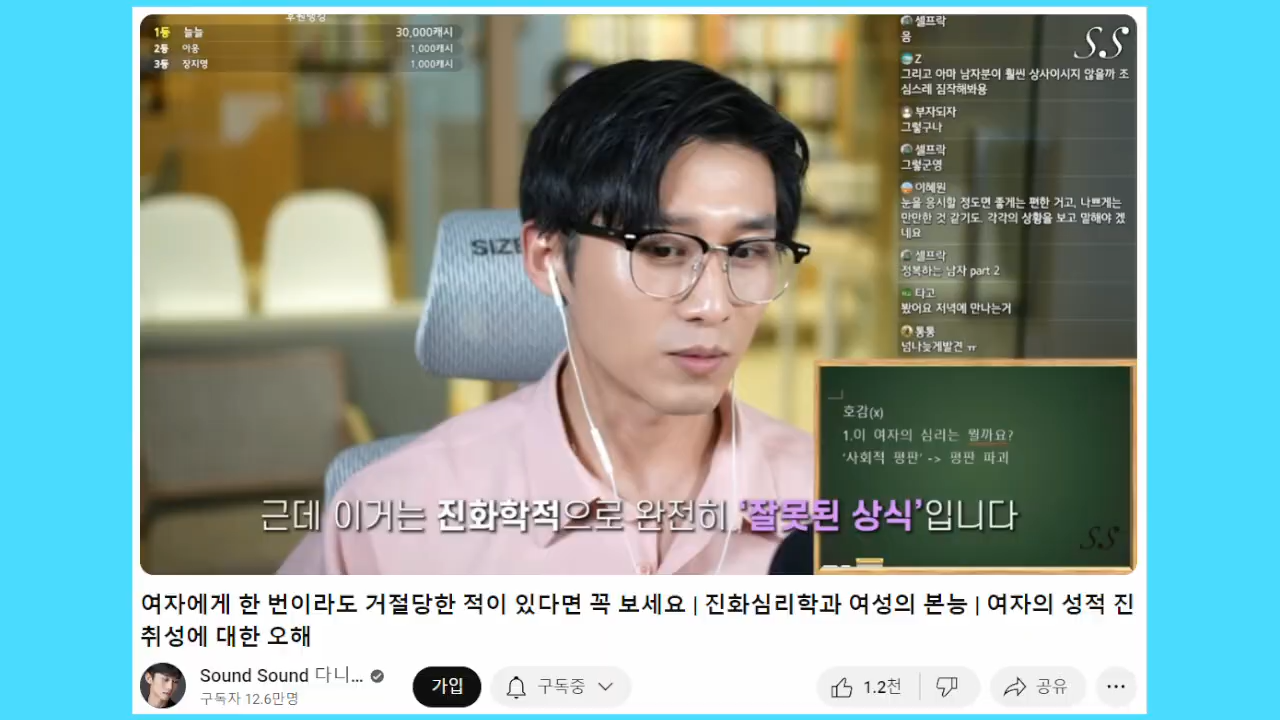 후원랭킹
1등 늘늘 30,000캐시
2등 아웅 1,000캐시
3등 장지명 1,000캐시
SIZE
SS
셀프락
음
Z
그리고 아마 남자분이 훨씬 상사이시지 않을까 조
심스레 짐작해봐용
부자되자
그렇구나
셀프락
그렇군영
이혜원
눈을 응시할 정도면 좋게는 편한 거고, 나쁘게는
만만한 것 같기도. 각각의 상황을 보고 말해야 겠
네요
셀프락
정복하는 남자 part 2
타고
봤어요 저녁에 만나는거
통통
넘나늦게발견 ㅠ
호감(x)
1.이 여자의 심리는 뭘까요?
'사회적 평판' -> 평판 파괴
SS
근데 이거는 진화학적으로 완전히 '잘못된 상식'입니다
여자에게 한 번이라도 거절당한 적이 있다면 꼭 보세요 | 진화심리학과 여성의 본능 | 여자의 성적 진
취성에 대한 오해
Sound Sound 다니...
구독자 12.6만명
가입
구독중
1.2천
공유